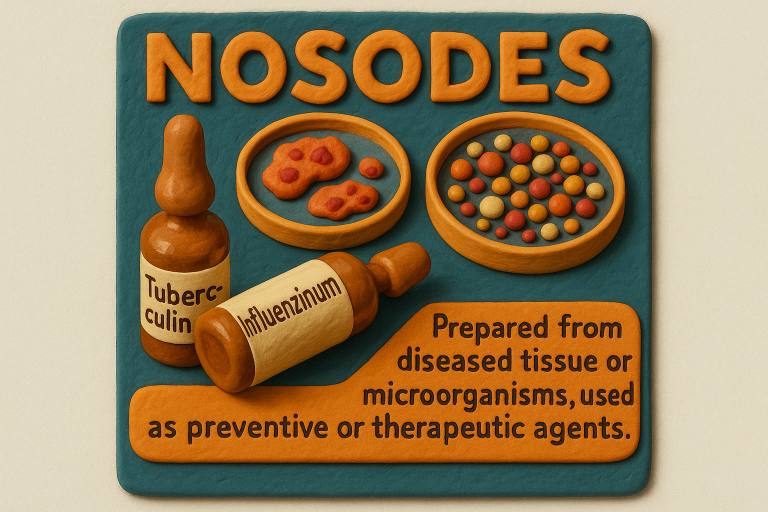 NOSODES
Tuberc-
culin
Influenzinum
Prepared from
diseased tissue or
microorganisms, used
as preventive or therapeutic agents.